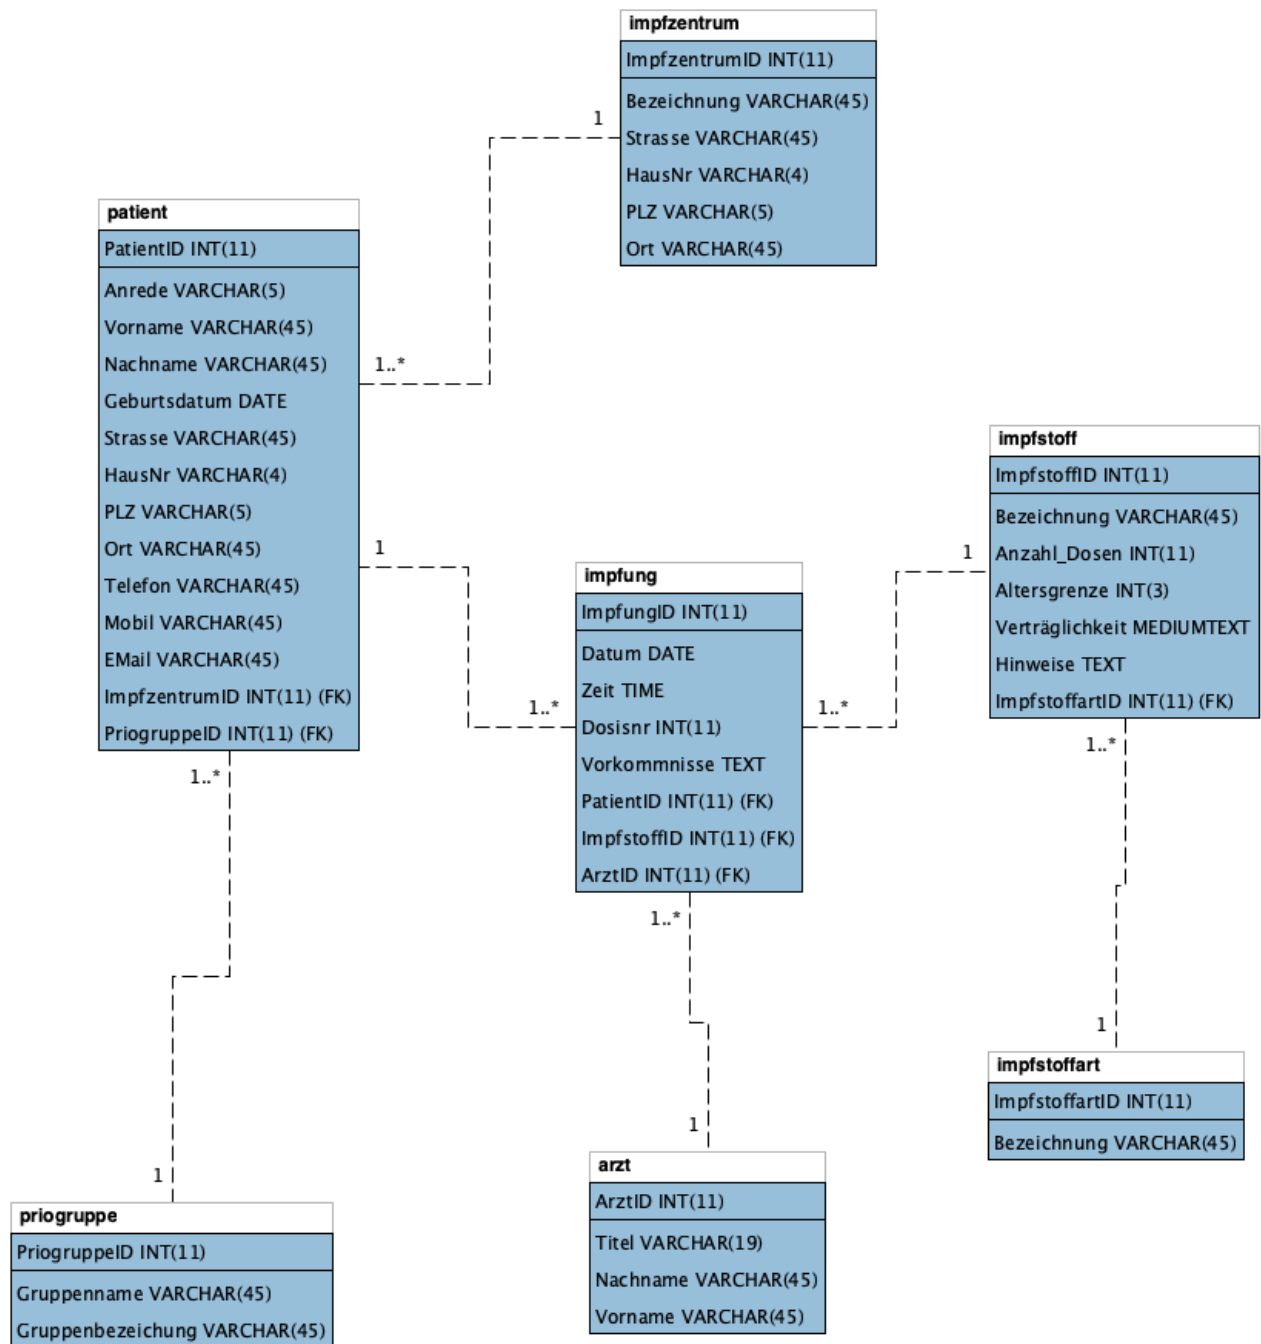 impfzentrum
ImpfzentrumID INT(11)
Bezeichnung VARCHAR(45)
Strasse VARCHAR(45)
HausNr VARCHAR(4)
PLZ VARCHAR(5)
Ort VARCHAR(45)
1
1..*
patient
PatientID INT(11)
Anrede VARCHAR(5)
Vorname VARCHAR(45)
Nachname VARCHAR(45)
Geburtsdatum DATE
Strasse VARCHAR(45)
HausNr VARCHAR(4)
PLZ VARCHAR(5)
Ort VARCHAR(45)
Telefon VARCHAR(45)
Mobil VARCHAR(45)
EMail VARCHAR(45)
ImpfzentrumID INT(11) (FK)
PriogruppeID INT(11) (FK)
1
1..*
impfung
ImpfungID INT(11)
Datum DATE
Zeit TIME
Dosisnr INT(11)
Vorkommnisse TEXT
PatientID INT(11) (FK)
ImpfstoffID INT(11) (FK)
ArztID INT(11) (FK)
1
1..*
impfstoff
ImpfstoffID INT(11)
Bezeichnung VARCHAR(45)
Anzahl_Dosen INT(11)
Altersgrenze INT(3)
Verträglichkeit MEDIUMTEXT
Hinweise TEXT
ImpfstoffartID INT(11) (FK)
1..*
1
impfstoffart
ImpfstoffartID INT(11)
Bezeichnung VARCHAR(45)
1..*
1
arzt
ArztID INT(11)
Titel VARCHAR(19)
Nachname VARCHAR(45)
Vorname VARCHAR(45)
1..*
1
priogruppe
PriogruppeID INT(11)
Gruppenname VARCHAR(45)
Gruppenbezeichung VARCHAR(45)